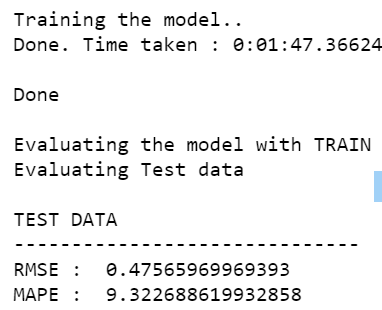 Training the model..
Done. Time taken : 0:01:47.36624
Done
Evaluating the model with TRAIN
Evaluating Test data
TEST DATA
------------------------------
RMSE :  0.47565969969393
MAPE :  9.322688619932858